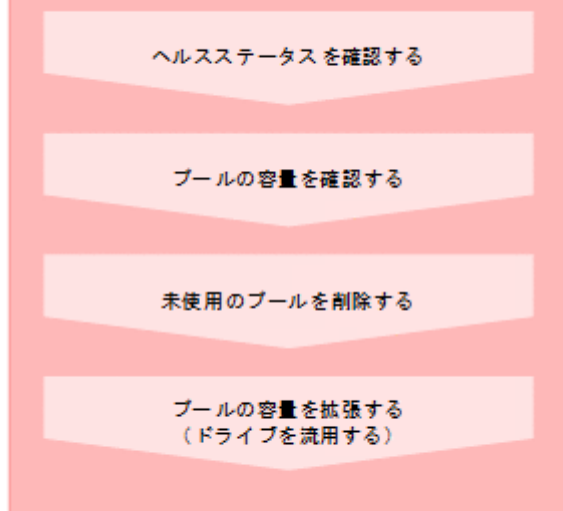 ヘルスステータスを確認する
プールの容量を確認する
未使用のプールを削除する
プールの容量を拡張する
（ドライブを流用する）